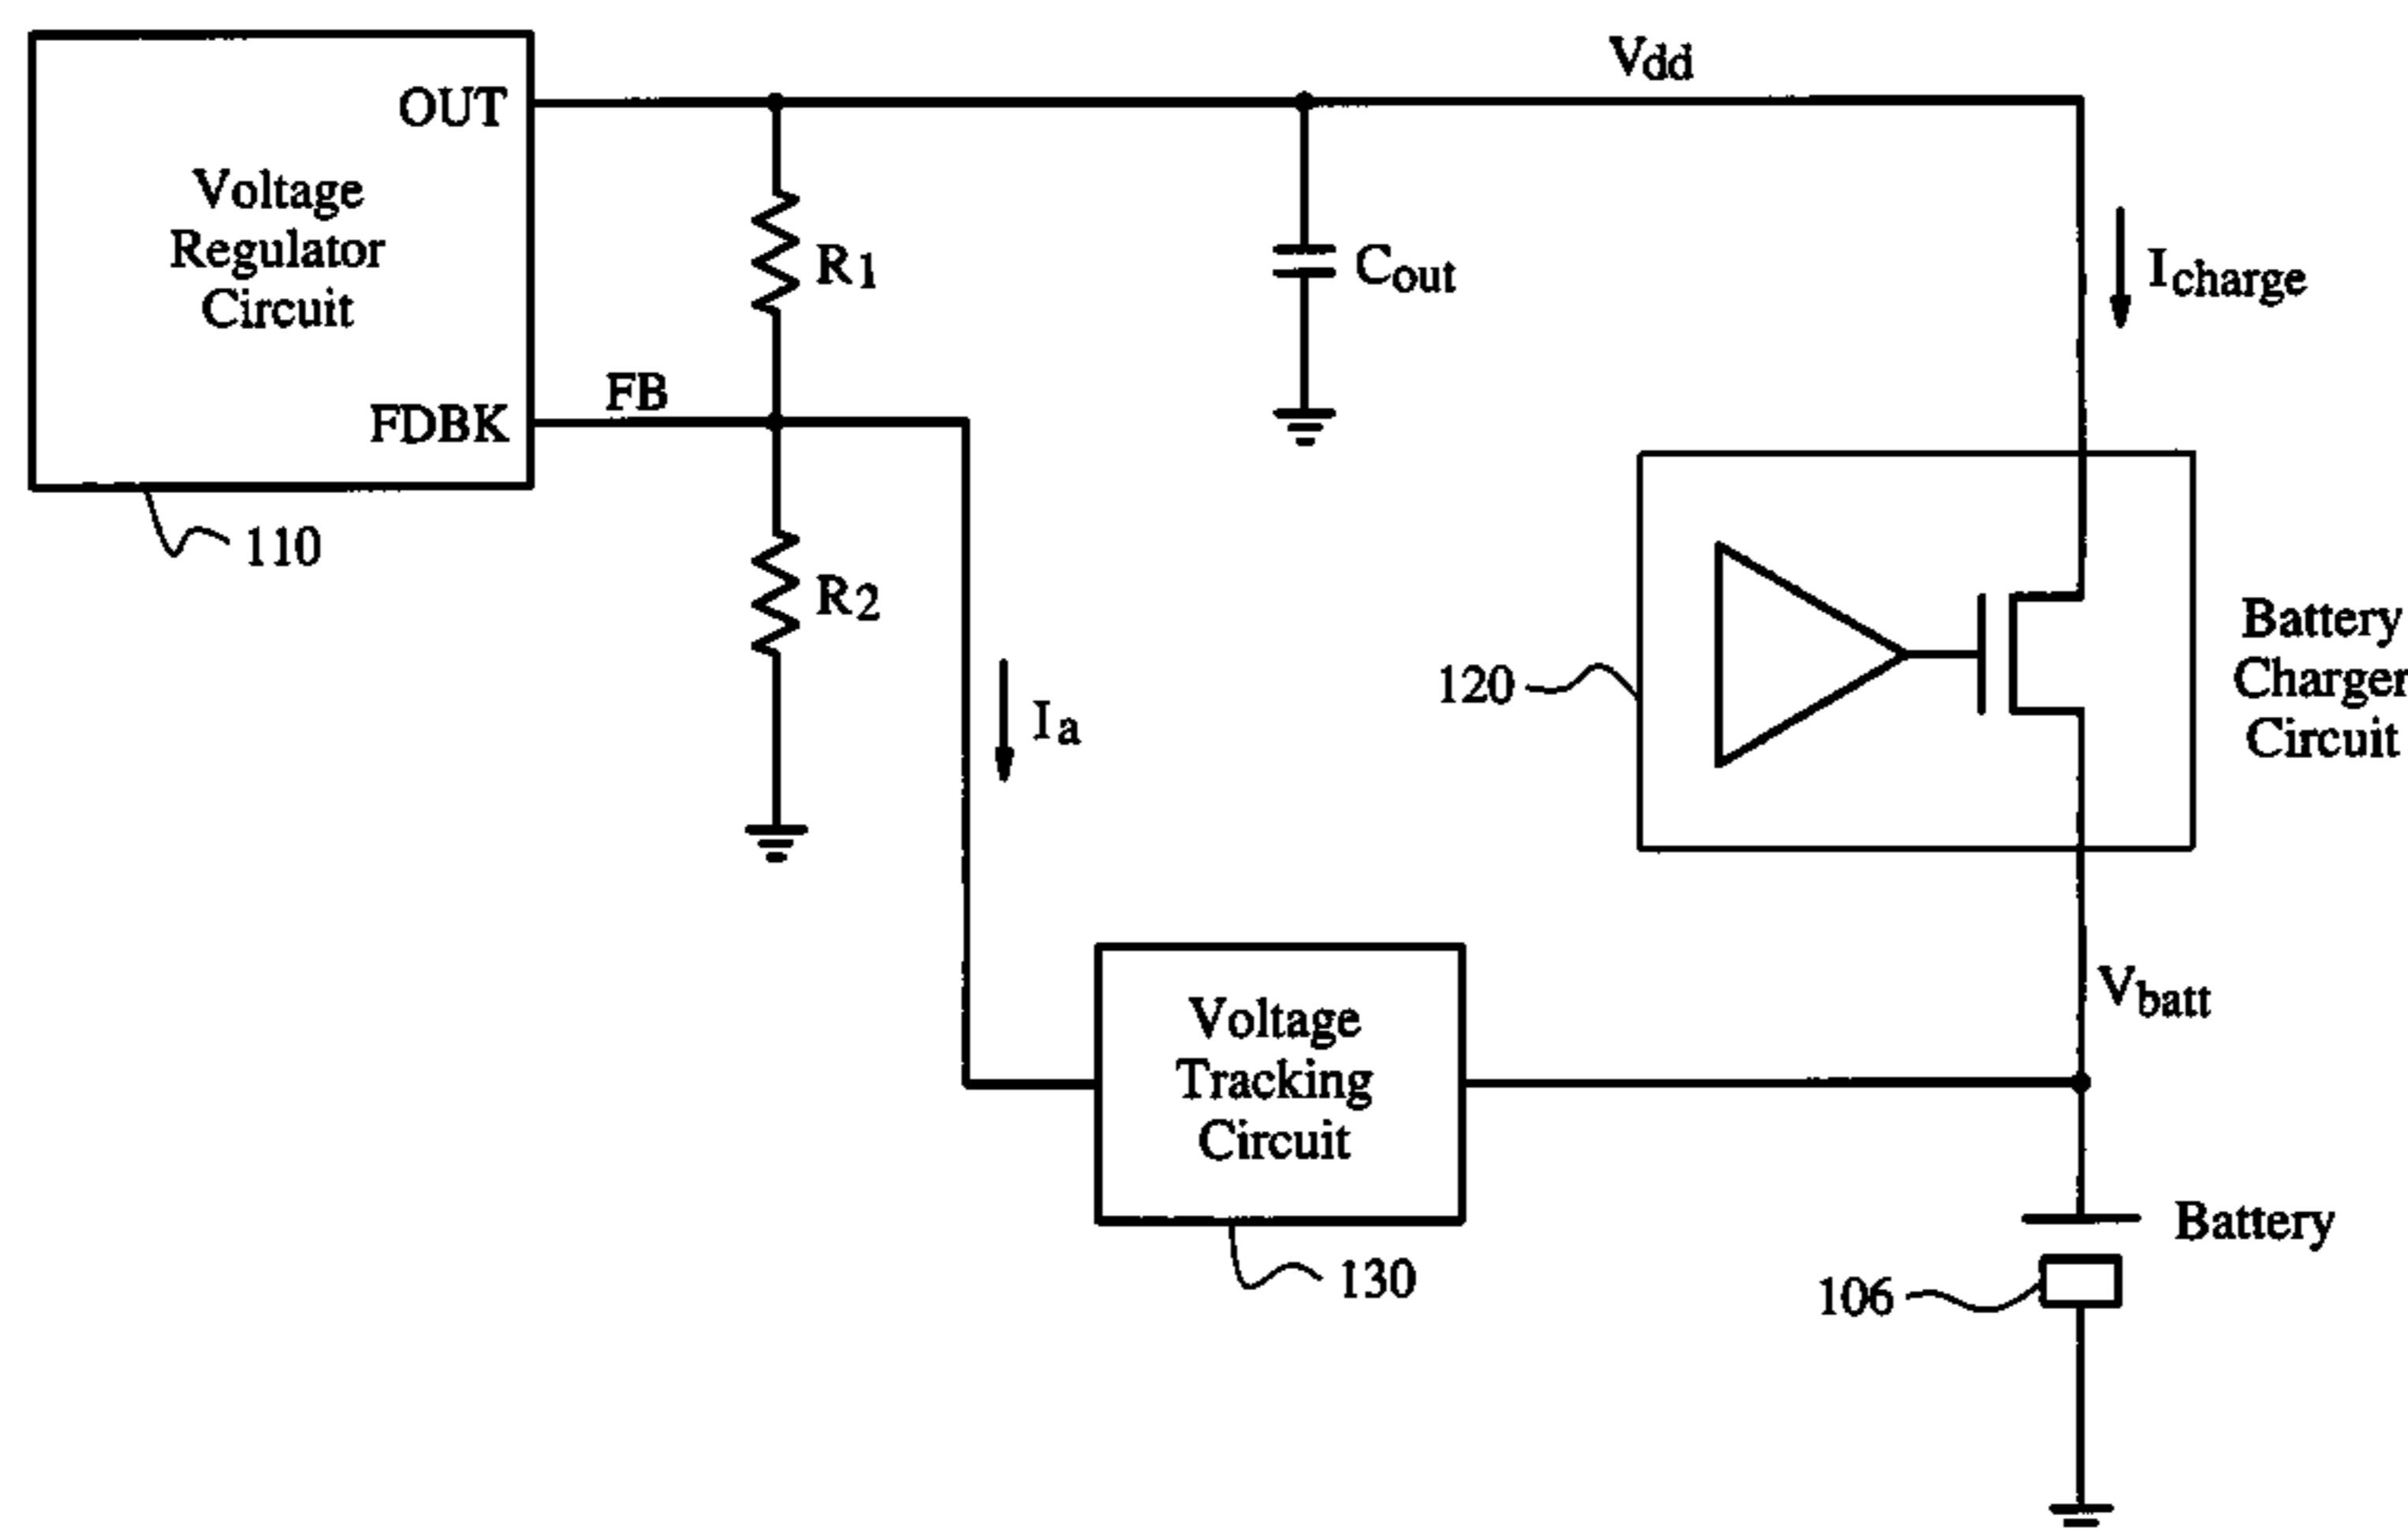 OUT
Voltage
Regulator
Circuit
FDBK
FB
110
R1
R2
Cout
Vdd
Icharge
Ia
120
Battery
Charger
Circuit
Vbatt
Voltage
Tracking
Circuit
130
Battery
106